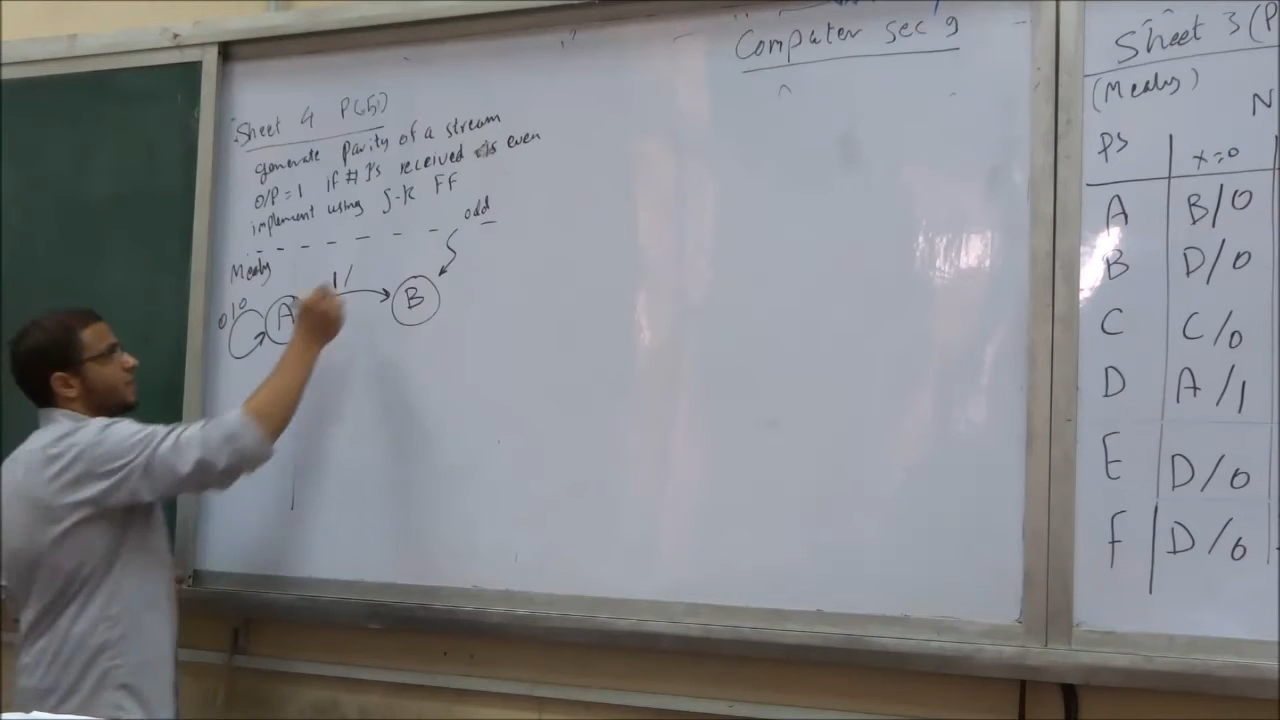 Computer sec 9
Sheet 4 P(5)
generate parity of a stream
O/P=1 if # 1's received is even
implement using J-K FF
odd
Mealy
0/0 A 1/ B
Sheet 3 (P
(Mealy)
N
PS x=0
A B/0
B D/0
C C/0
D A/1
E D/0
F D/0